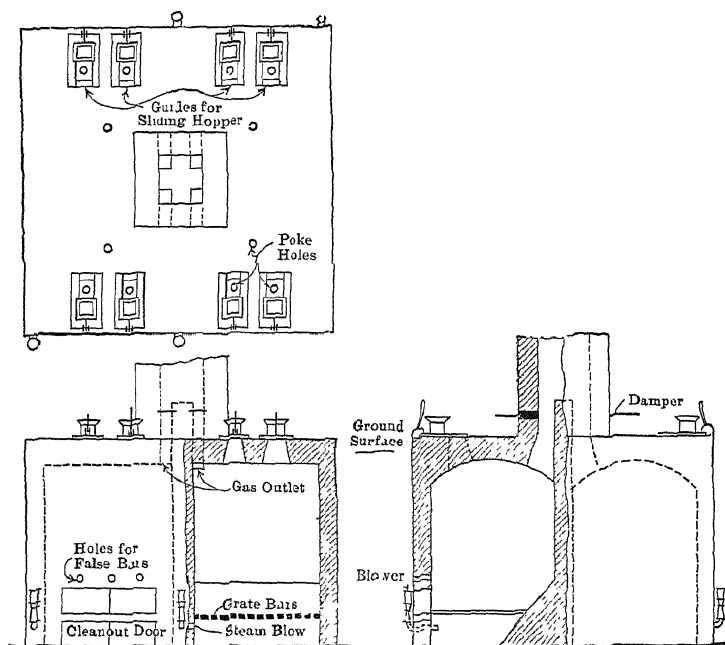 Guides for
Sliding Hopper
Poke
Holes
Damper
Ground
Surface
Gas Outlet
Holes for
False Bars
Blower
Grate Bars
Cleanout Door
Steam Blow